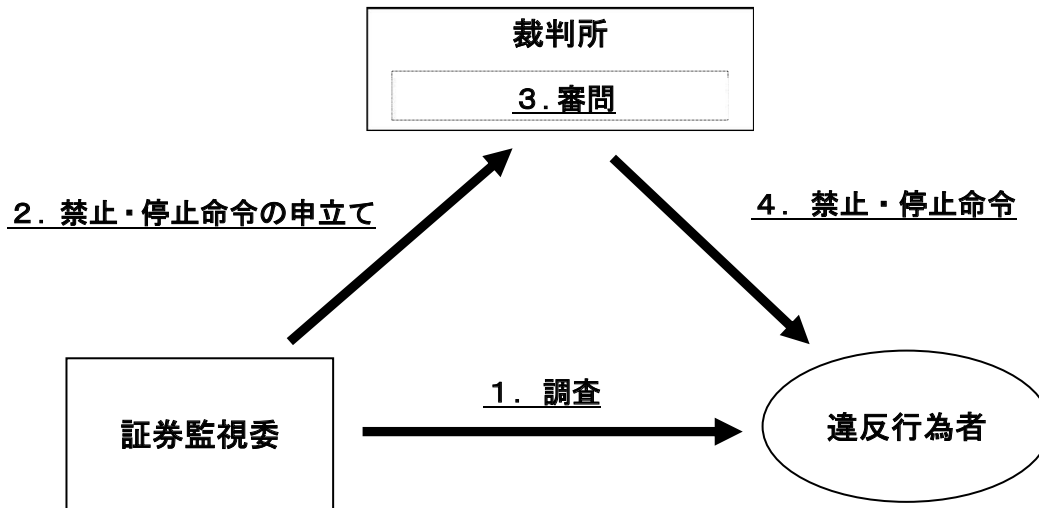 裁判所
３．審問
２．禁止・停止命令の申立て
４．禁止・停止命令
１．調査
証券監視委
違反行為者